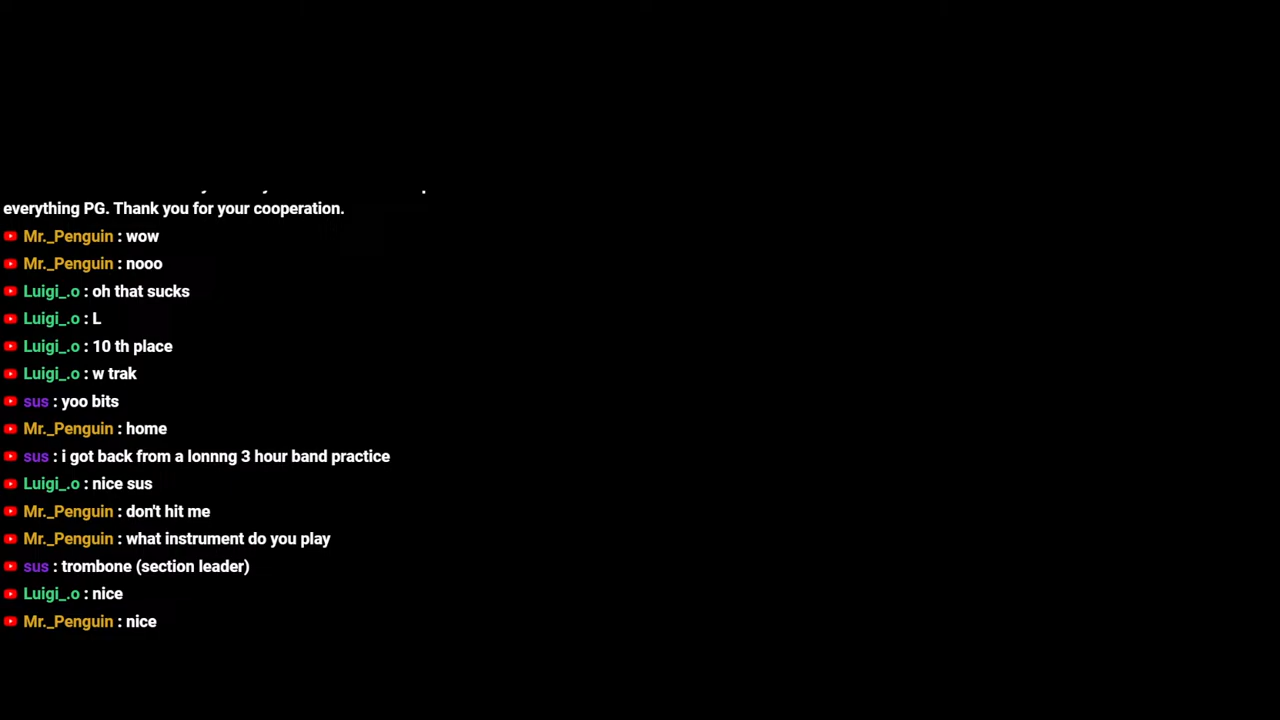 everything PG. Thank you for your cooperation.
Mr._Penguin : wow
Mr._Penguin : nooo
Luigi_.o : oh that sucks
Luigi_.o : L
Luigi_.o : 10 th place
Luigi_.o : w trak
sus : yoo bits
Mr._Penguin : home
sus : i got back from a lonnng 3 hour band practice
Luigi_.o : nice sus
Mr._Penguin : don't hit me
Mr._Penguin : what instrument do you play
sus : trombone (section leader)
Luigi_.o : nice
Mr._Penguin : nice